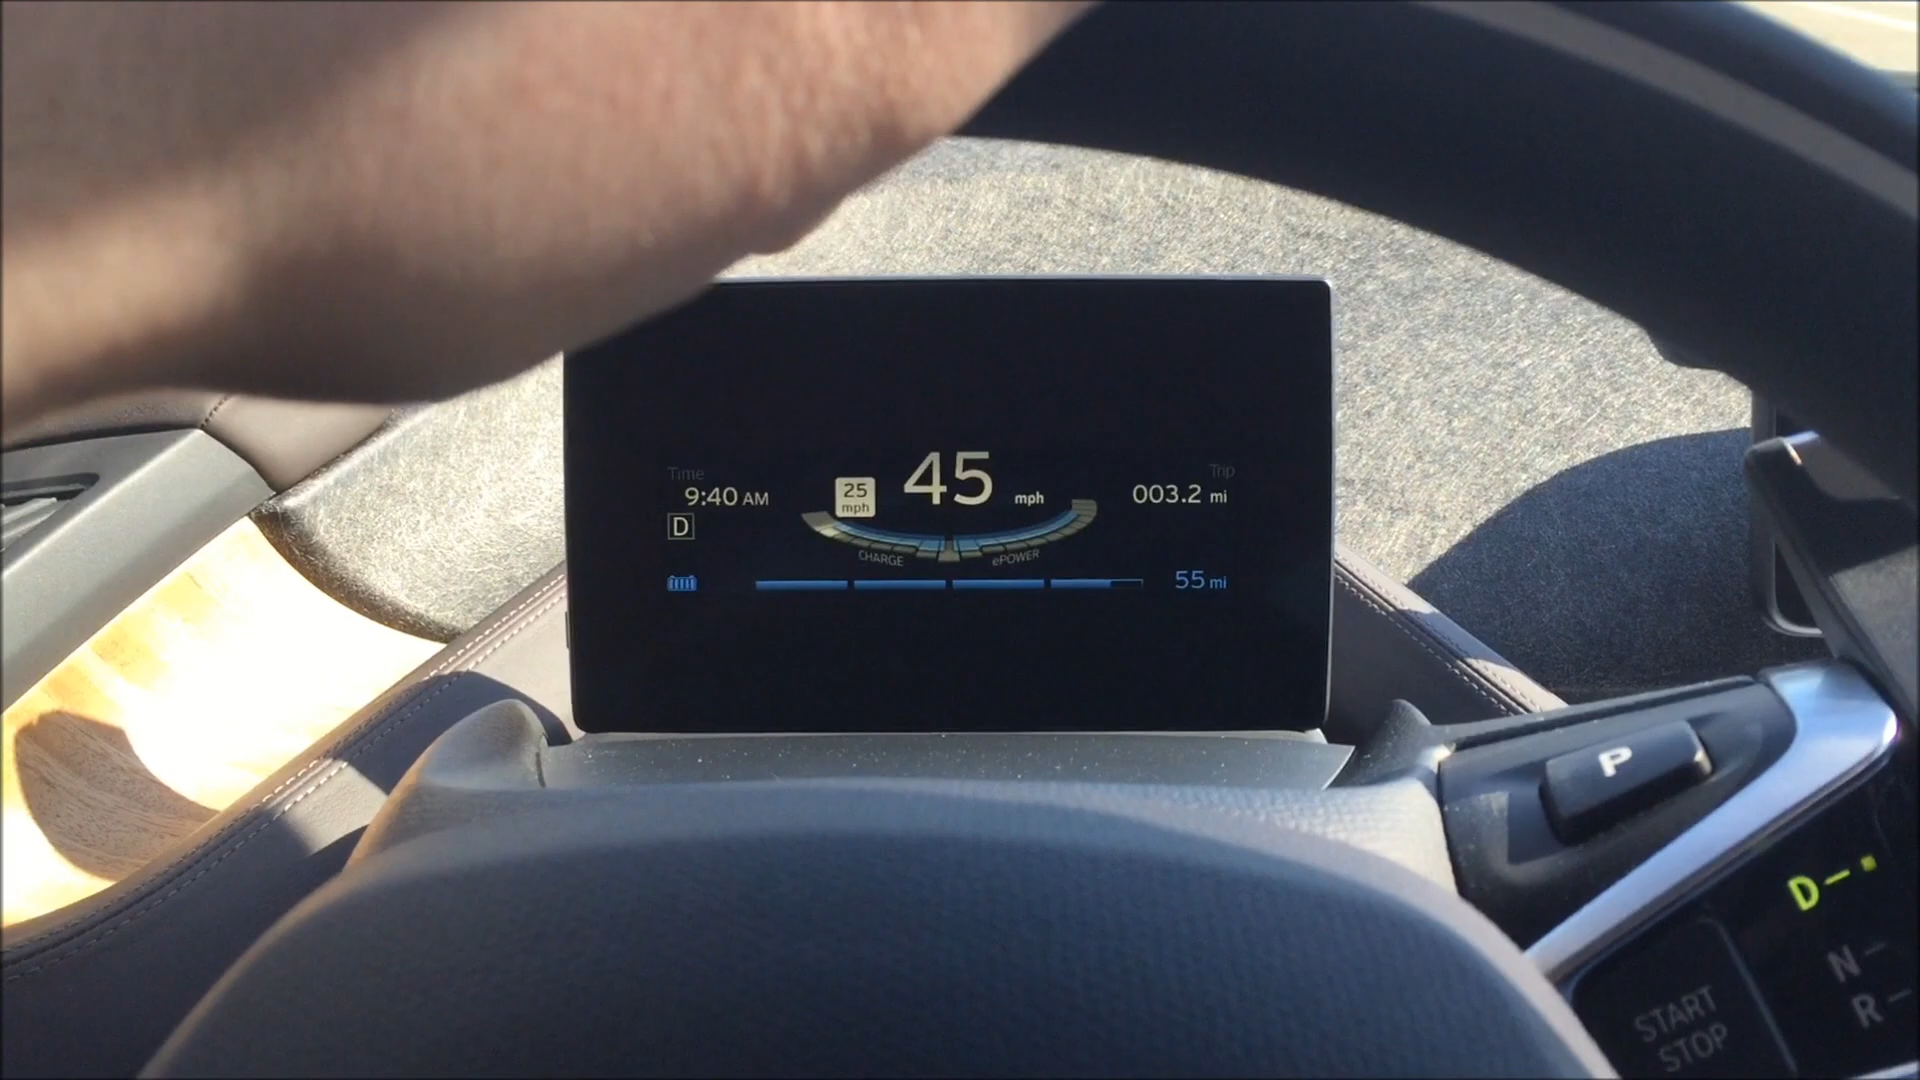 Time
9:40 AM
D
25
mph
45 mph
Trip
003.2 mi
CHARGE
ePOWER
55 mi
P
D
N
R
START
STOP